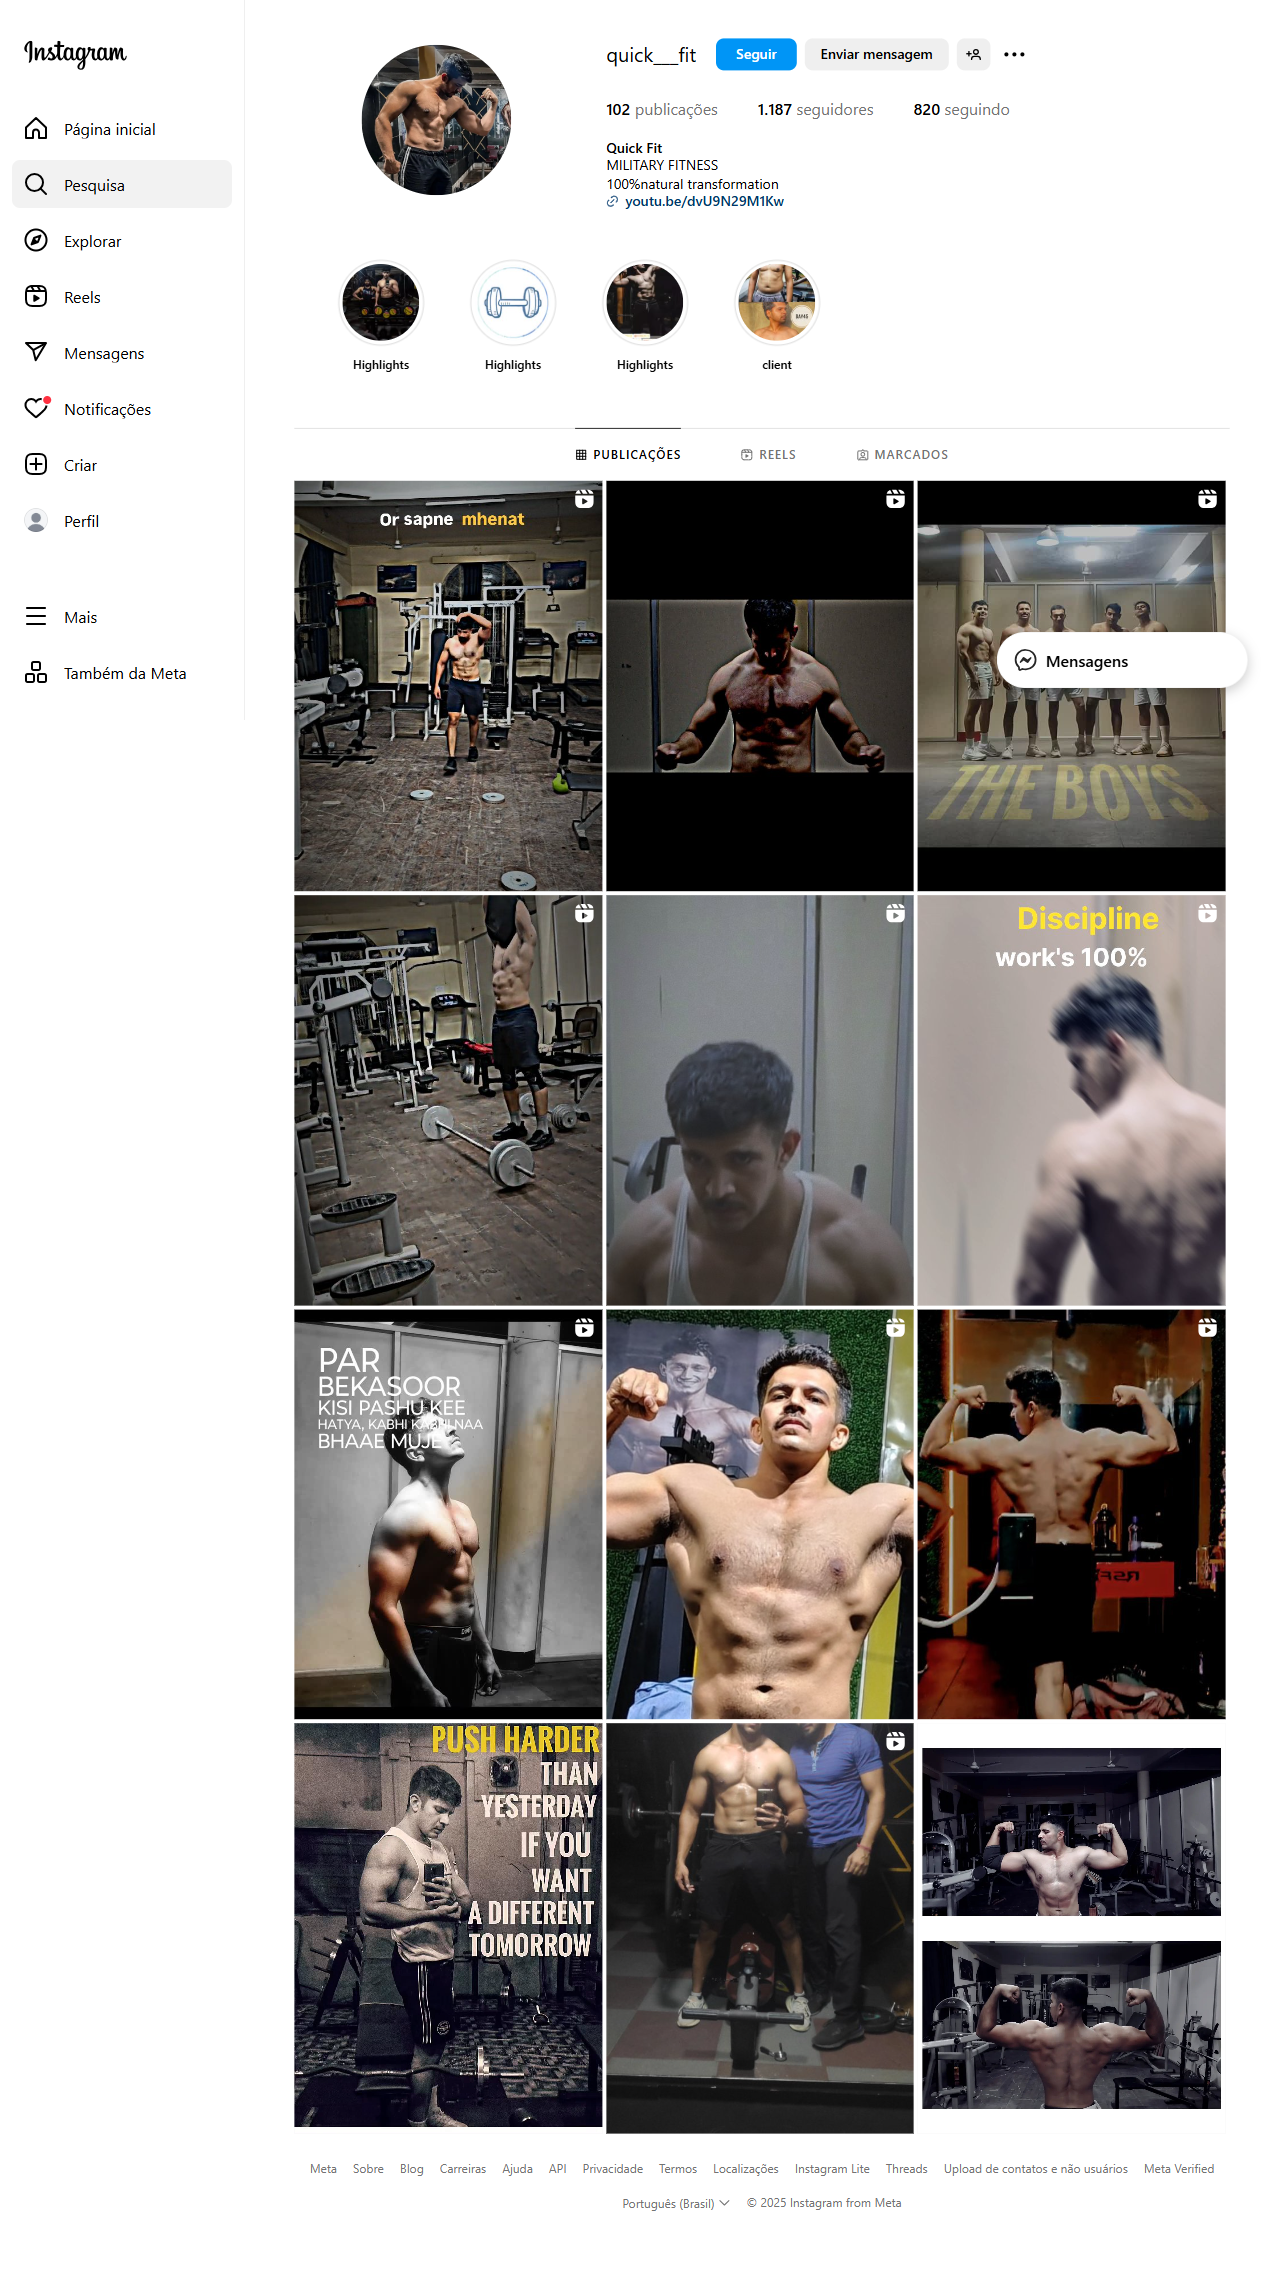 Instagram
Página inicial
Pesquisa
Explorar
Reels
Mensagens
Notificações
Criar
Perfil
Mais
Também da Meta
quick___fit
Seguir
Enviar mensagem
102 publicações
1.187 seguidores
820 seguindo
Quick Fit
MILITARY FITNESS
100%natural transformation
youtu.be/dvU9N29M1Kw
Highlights
Highlights
Highlights
client
PUBLICAÇÕES
REELS
MARCADOS
Or sapne mhenat
THE BOYS
Mensagens
Discipline
work's 100%
PAR
BEKASOOR
KISI PASHU KEE
HATYA, KABHI KABHI NAA
BHAAE MUJE
PUSH HARDER
THAN
YESTERDAY
IF YOU
WANT
A DIFFERENT
TOMORROW
Meta
Sobre
Blog
Carreiras
Ajuda
API
Privacidade
Termos
Localizações
Instagram Lite
Threads
Upload de contatos e não usuários
Meta Verified
Português (Brasil)
© 2025 Instagram from Meta